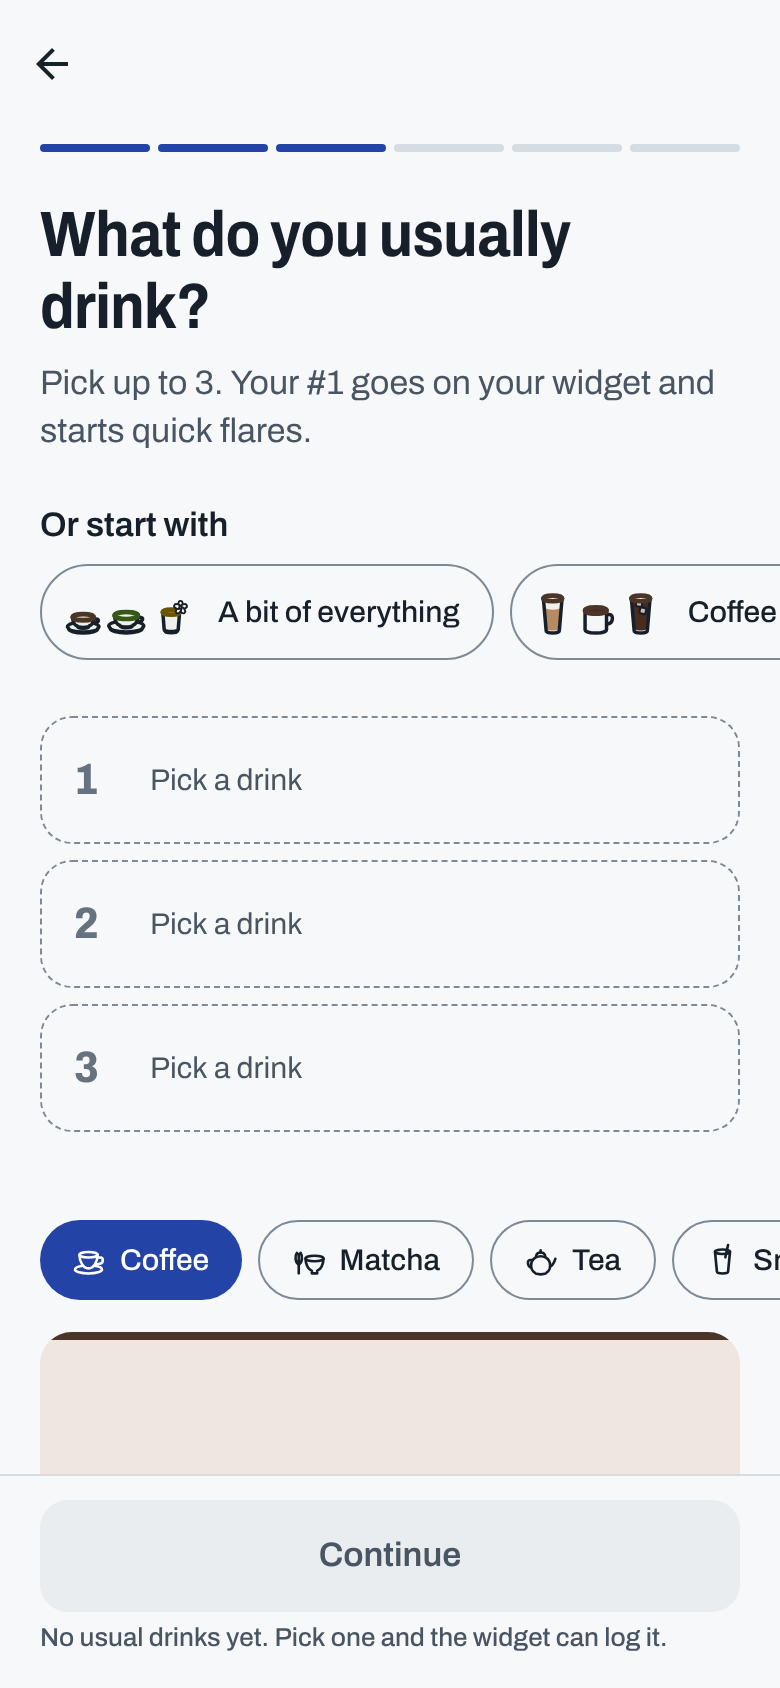 What do you usually
drink?
Pick up to 3. Your #1 goes on your widget and
starts quick flares.
Or start with
A bit of everything
Coffee
1 Pick a drink
2 Pick a drink
3 Pick a drink
Coffee
Matcha
Tea
Continue
No usual drinks yet. Pick one and the widget can log it.